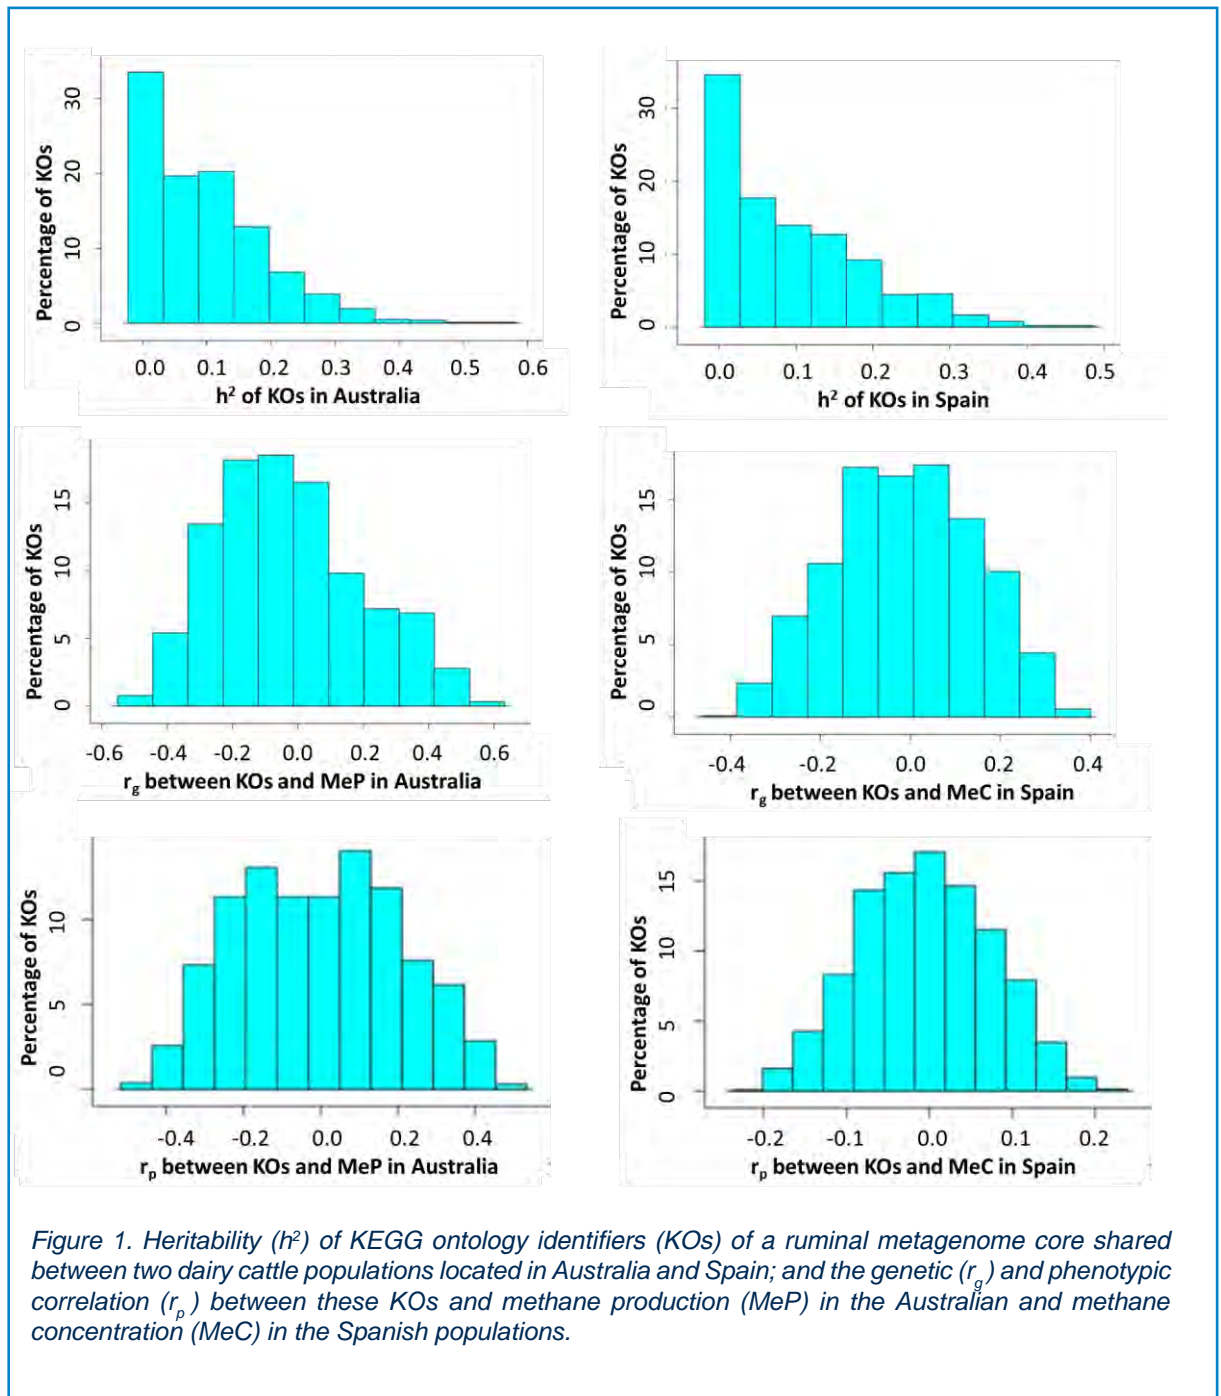 30
20
10
0
Percentage of KOs
0.0 0.1 0.2 0.3 0.4 0.5 0.6
h² of KOs in Australia
30
20
10
0
Percentage of KOs
0.0 0.1 0.2 0.3 0.4 0.5
h² of KOs in Spain
15
10
5
0
Percentage of KOs
-0.6 -0.4 -0.2 0.0 0.2 0.4 0.6
rg between KOs and MeP in Australia
15
10
5
0
Percentage of KOs
-0.4 -0.2 0.0 0.2 0.4
rg between KOs and MeC in Spain
10
5
0
Percentage of KOs
-0.4 -0.2 0.0 0.2 0.4
rp between KOs and MeP in Australia
15
10
5
0
Percentage of KOs
-0.2 -0.1 0.0 0.1 0.2
rp between KOs and MeC in Spain
Figure 1. Heritability (h²) of KEGG ontology identifiers (KOs) of a ruminal metagenome core shared
between two dairy cattle populations located in Australia and Spain; and the genetic (rg) and phenotypic
correlation (rp) between these KOs and methane production (MeP) in the Australian and methane
concentration (MeC) in the Spanish populations.